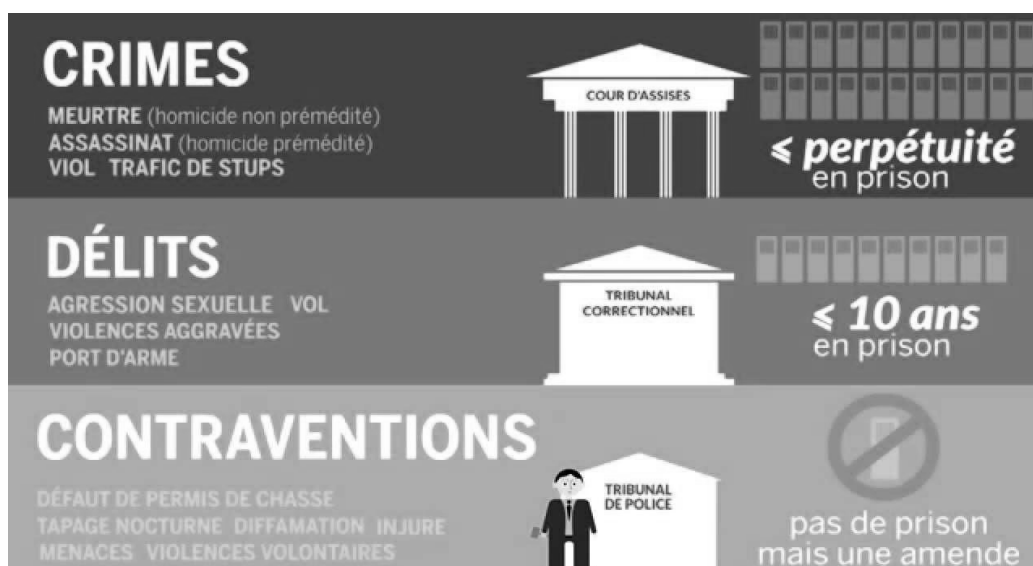 CRIMES
MEURTRE (homicide non prémédité)
ASSASSINAT (homicide prémédité)
VIOL TRAFIC DE STUPS
COUR D'ASSISES
⩽ perpétuité
en prison
DÉLITS
AGRESSION SEXUELLE VOL
VIOLENCES AGGRAVÉES
PORT D'ARME
TRIBUNAL
CORRECTIONNEL
⩽ 10 ans
en prison
CONTRAVENTIONS
DÉFAUT DE PERMIS DE CHASSE
TAPAGE NOCTURNE DIFFAMATION INJURE
MENACES VIOLENCES VOLONTAIRES
TRIBUNAL
DE POLICE
pas de prison
mais une amende